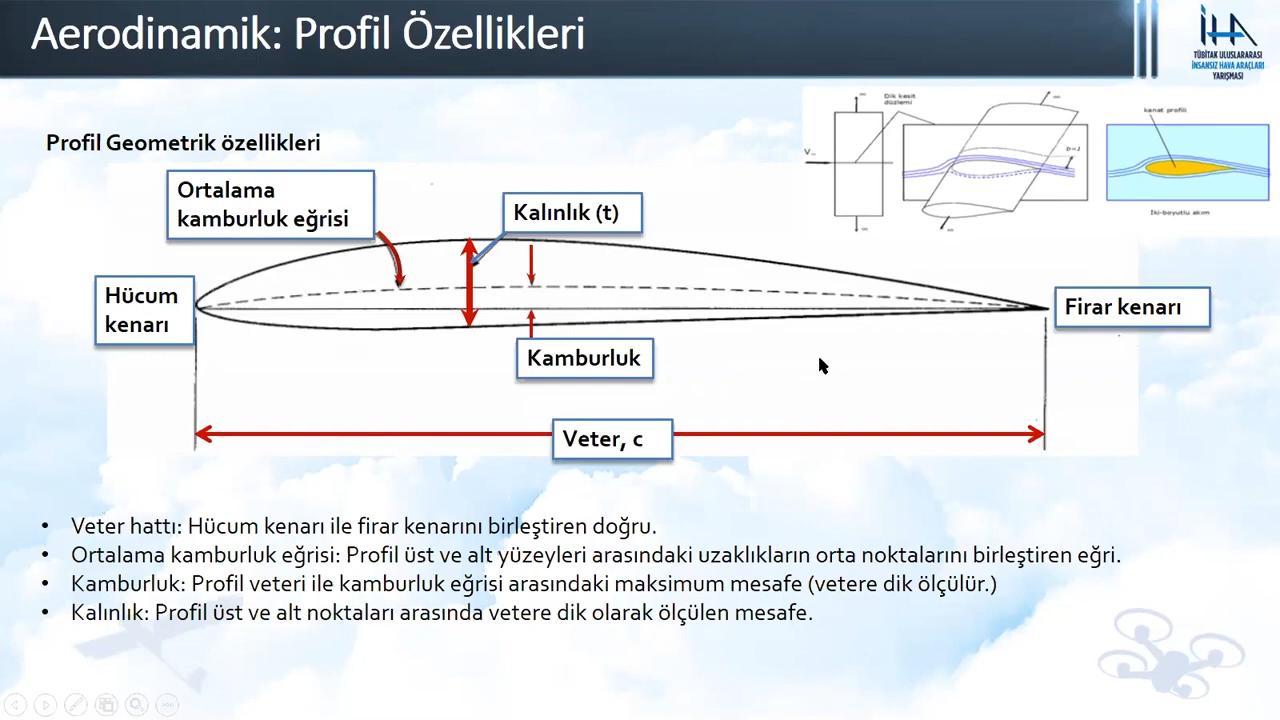 Aerodinamik: Profil Özellikleri
İHA
TÜBİTAK ULUSLARARASI
İNSANSIZ HAVA ARAÇLARI
YARIŞMASI
Dik kesit
düzlemi
kanat profili
V∞
b=1
∞
∞
∞
∞
İki-boyutlu akım
Profil Geometrik özellikleri
Ortalama
kamburluk eğrisi
Kalınlık (t)
Hücum
kenarı
Firar kenarı
Kamburluk
Veter, c
• Veter hattı: Hücum kenarı ile firar kenarını birleştiren doğru.
• Ortalama kamburluk eğrisi: Profil üst ve alt yüzeyleri arasındaki uzaklıkların orta noktalarını birleştiren eğri.
• Kamburluk: Profil veteri ile kamburluk eğrisi arasındaki maksimum mesafe (vetere dik ölçülür.)
• Kalınlık: Profil üst ve alt noktaları arasında vetere dik olarak ölçülen mesafe.